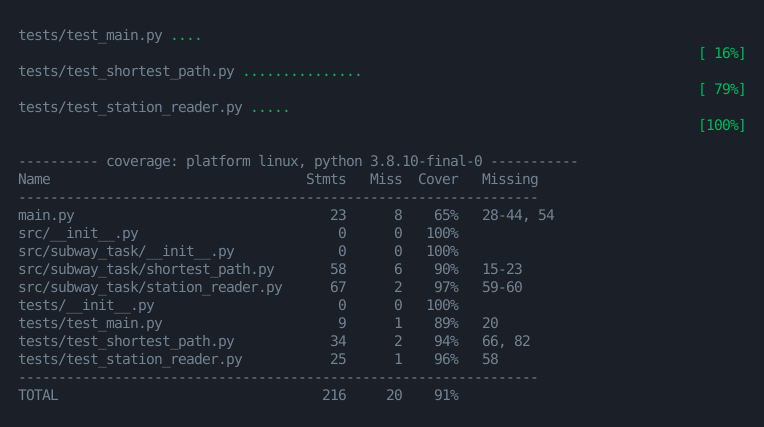 tests/test_main.py ....
[ 16%]
tests/test_shortest_path.py ...............
[ 79%]
tests/test_station_reader.py .....
[100%]
---------- coverage: platform linux, python 3.8.10-final-0 -----------
Name Stmts Miss Cover Missing
-----------------------------------------------------------------
main.py 23 8 65% 28-44, 54
src/__init__.py 0 0 100%
src/subway_task/__init__.py 0 0 100%
src/subway_task/shortest_path.py 58 6 90% 15-23
src/subway_task/station_reader.py 67 2 97% 59-60
tests/__init__.py 0 0 100%
tests/test_main.py 9 1 89% 20
tests/test_shortest_path.py 34 2 94% 66, 82
tests/test_station_reader.py 25 1 96% 58
-----------------------------------------------------------------
TOTAL 216 20 91%